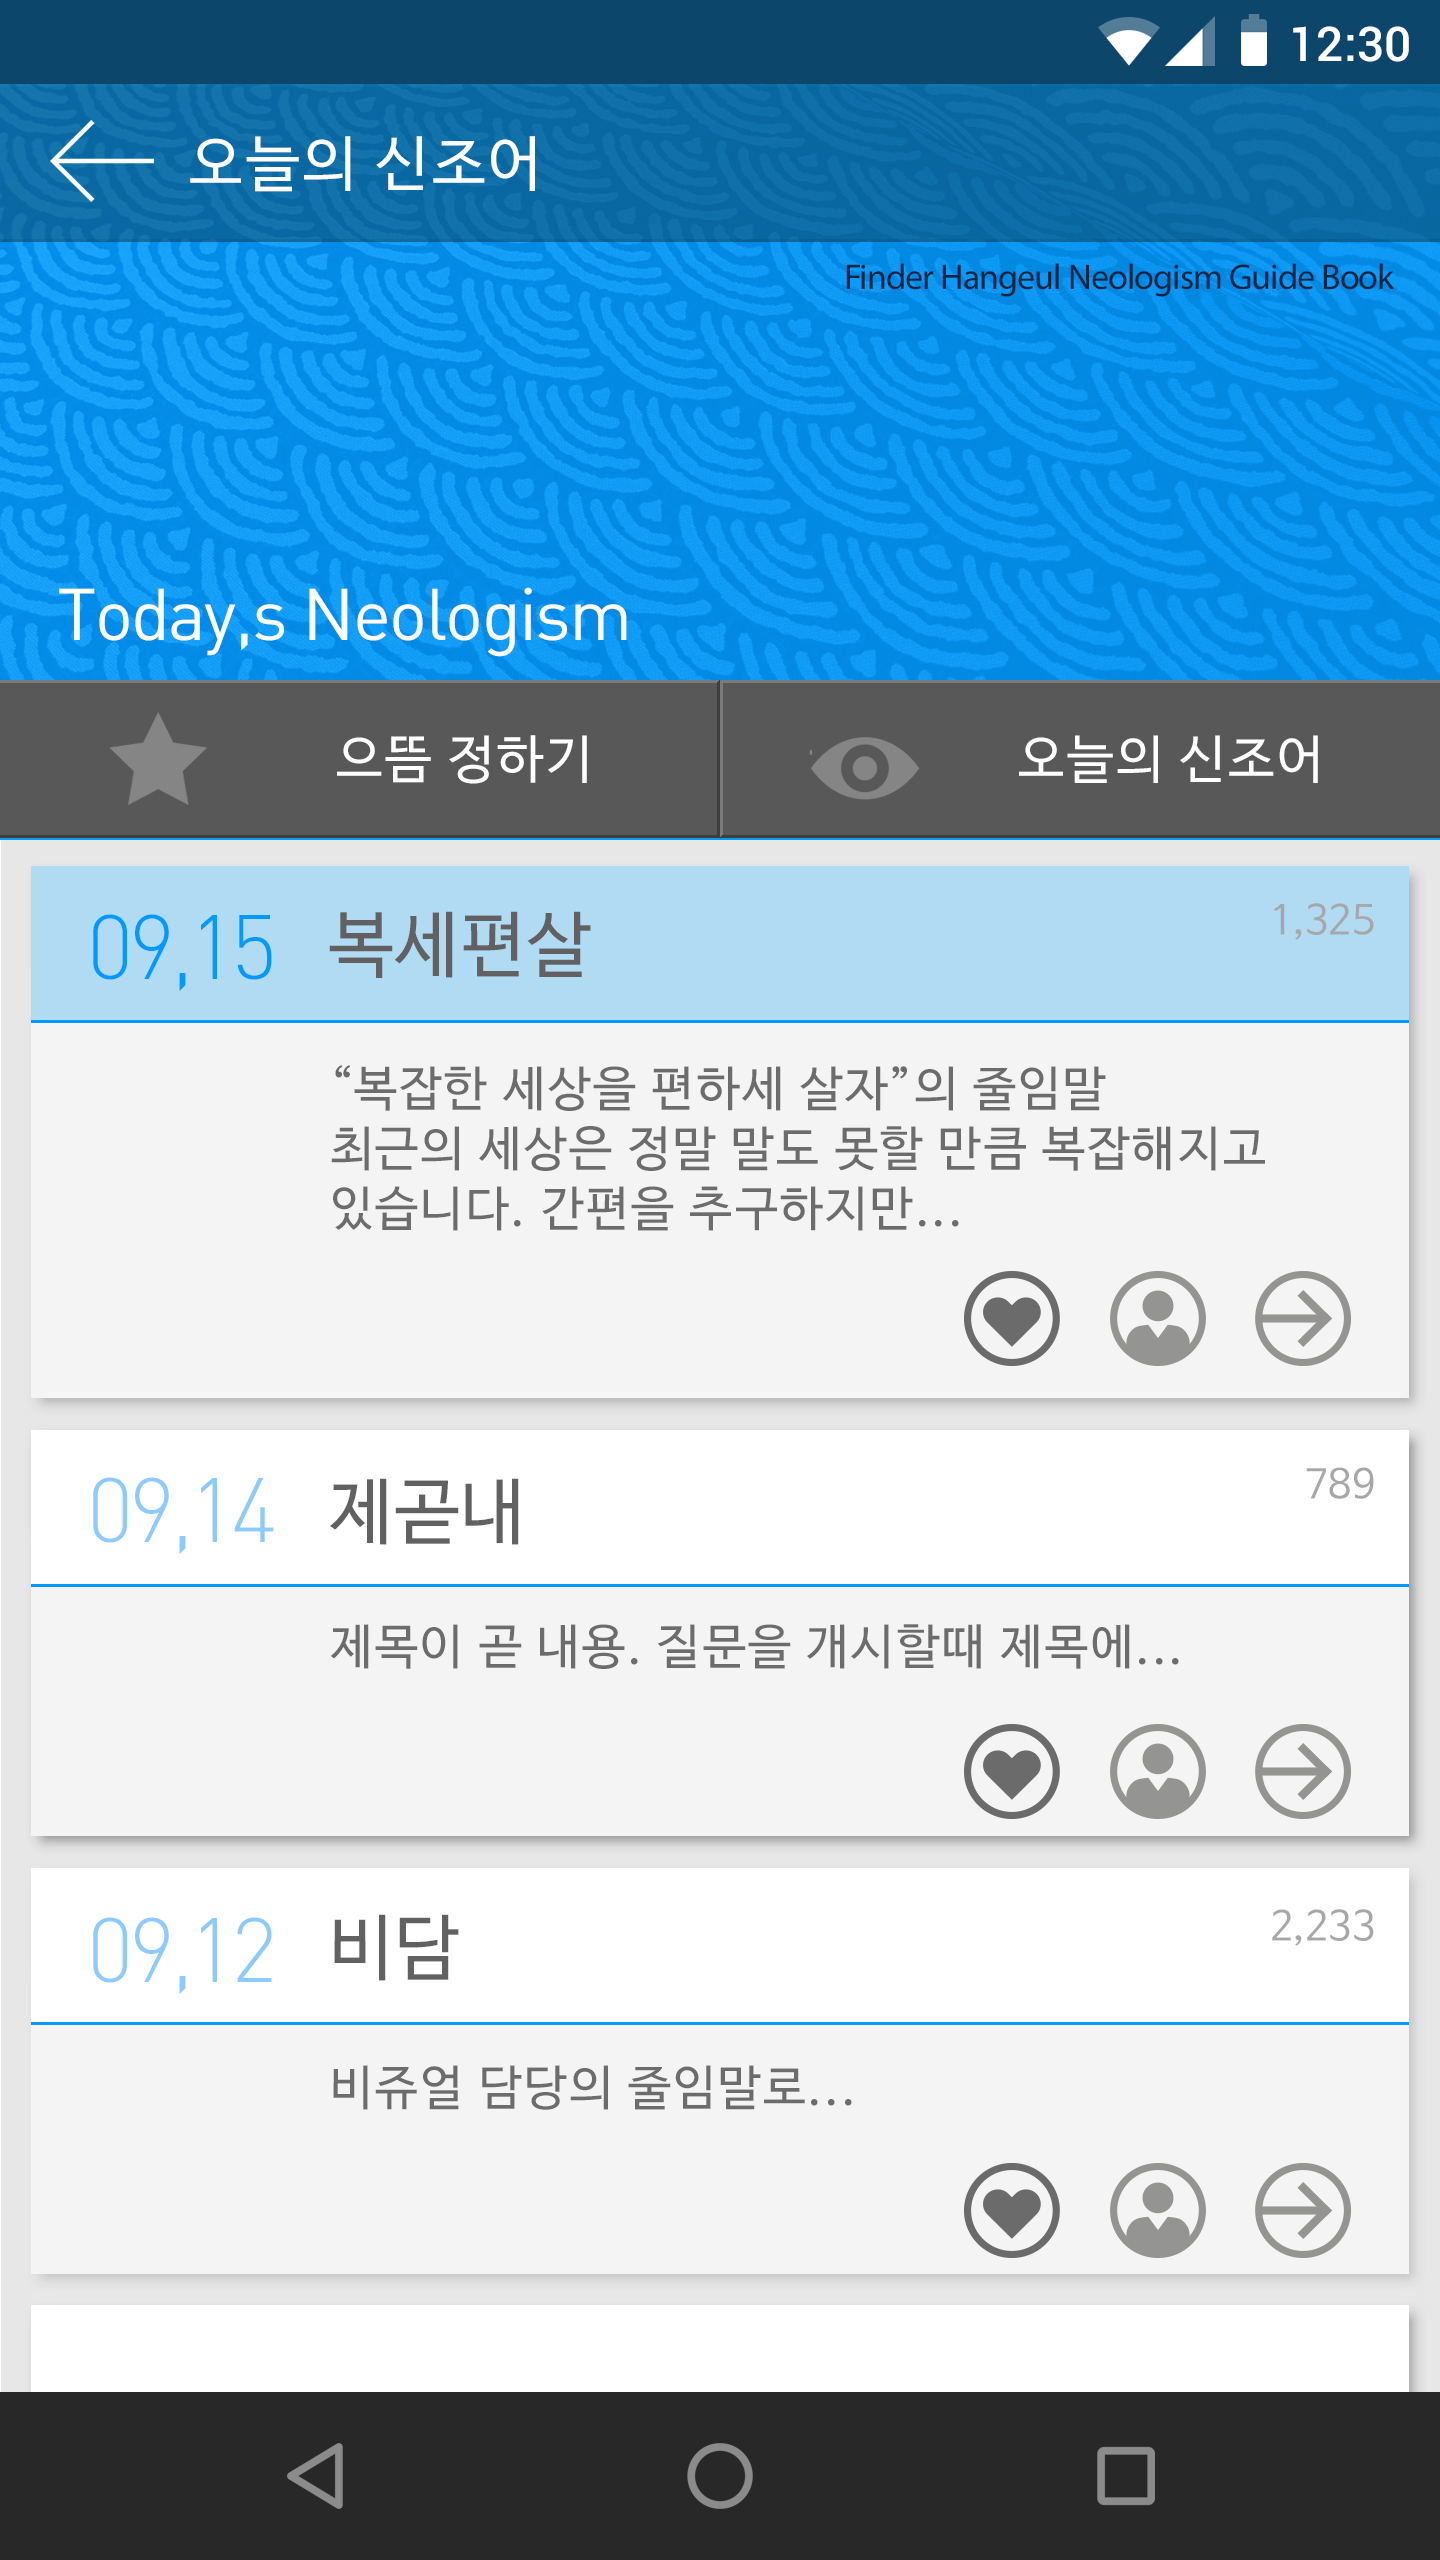 12:30
오늘의 신조어
Finder Hangeul Neologism Guide Book
Today,s Neologism
으뜸 정하기
오늘의 신조어
09,15 복세편살 1,325
“복잡한 세상을 편하세 살자”의 줄임말
최근의 세상은 정말 말도 못할 만큼 복잡해지고
있습니다. 간편을 추구하지만...
09,14 제곧내 789
제목이 곧 내용. 질문을 개시할때 제목에...
09,12 비담 2,233
비쥬얼 담당의 줄임말로...